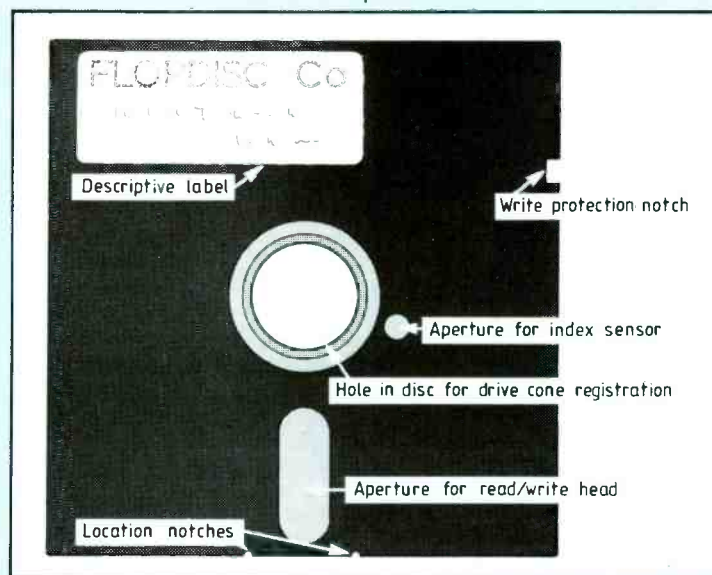 FLOPDISC Co
Descriptive label
Write protection notch
Aperture for index sensor
Hole in disc for drive cone registration
Aperture for read/write head
Location notches